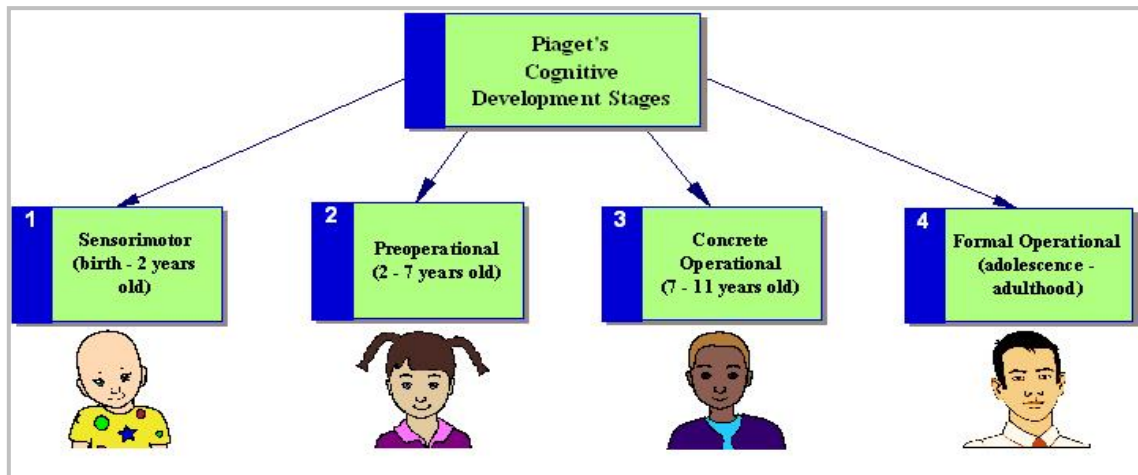 Piaget's
Cognitive
Development Stages
1
Sensorimotor
(birth - 2 years
old)
2
Preoperational
(2 - 7 years old)
3
Concrete
Operational
(7 - 11 years old)
4
Formal Operational
(adolescence -
adulthood)